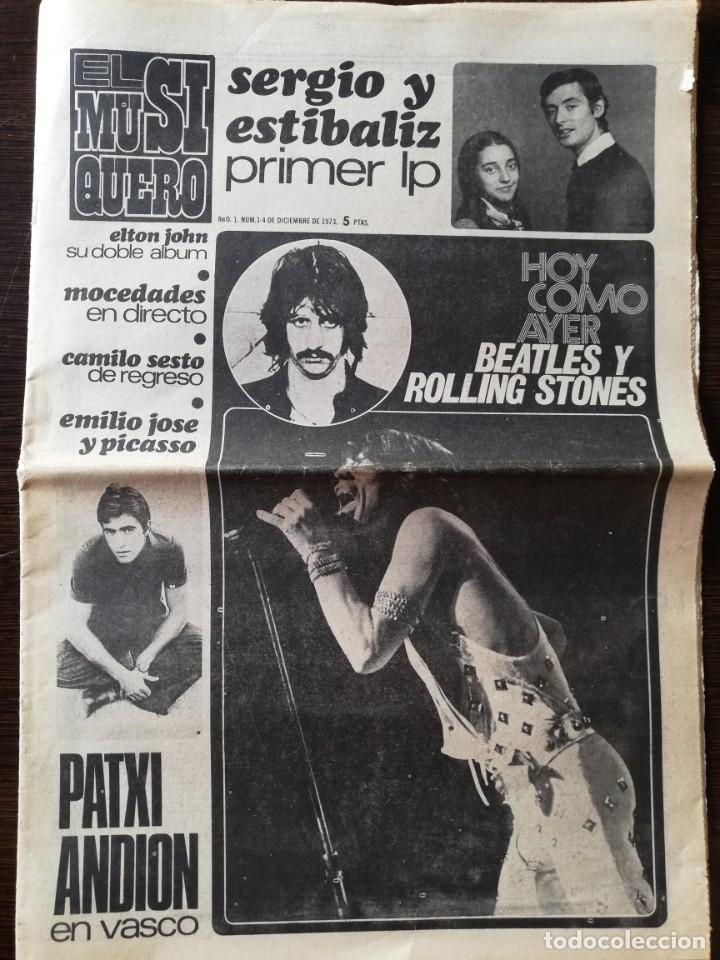 EL
MUSI
QUERO
sergio y
estibaliz
primer lp
AÑO. 1. NUM.1-4 DE DICIEMBRE DE 1973. 5 PTAS.
elton john
su doble album
mocedades
en directo
camilo sesto
de regreso
emilio jose
y picasso
HOY
COMO
AYER
BEATLES Y
ROLLING STONES
PATXI
ANDION
en vasco
todocoleccion.net